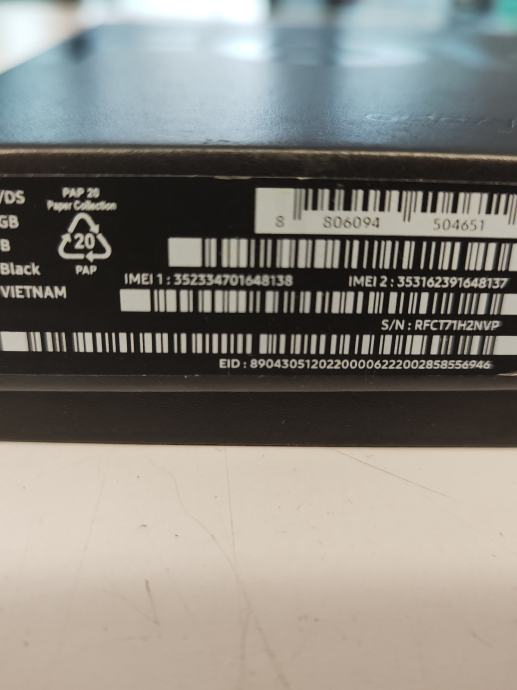 /DS
GB
B
Black
VIETNAM
PAP 20
Paper Collection
20
PAP
8 806094 504651
IMEI 1 : 352334701648138
IMEI 2 : 353162391648137
S/N : RFCT71H2NVP
EID : 89043051202200006222002858556946